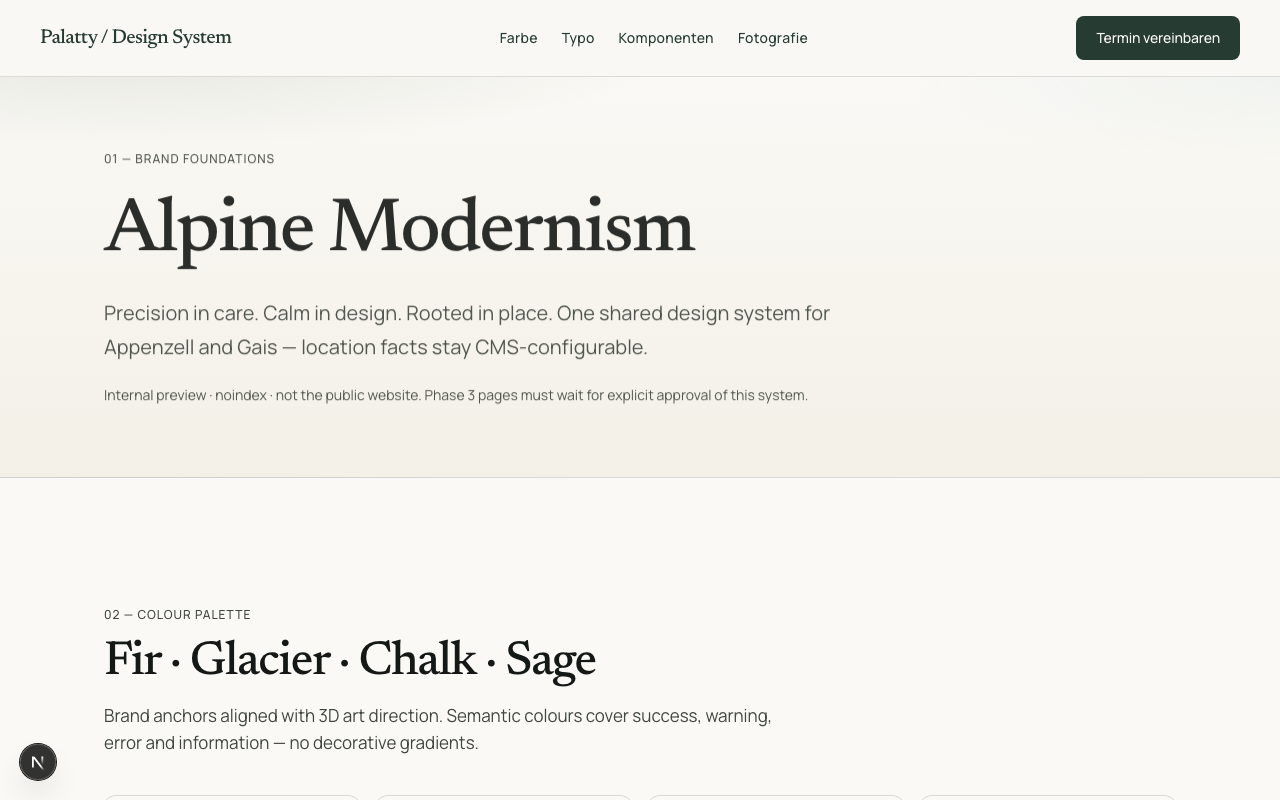 Palatty / Design System
Farbe
Typo
Komponenten
Fotografie
Termin vereinbaren
01 — BRAND FOUNDATIONS
Alpine Modernism
Precision in care. Calm in design. Rooted in place. One shared design system for
Appenzell and Gais — location facts stay CMS-configurable.
Internal preview · noindex · not the public website. Phase 3 pages must wait for explicit approval of this system.
02 — COLOUR PALETTE
Fir · Glacier · Chalk · Sage
Brand anchors aligned with 3D art direction. Semantic colours cover success, warning,
error and information — no decorative gradients.
N